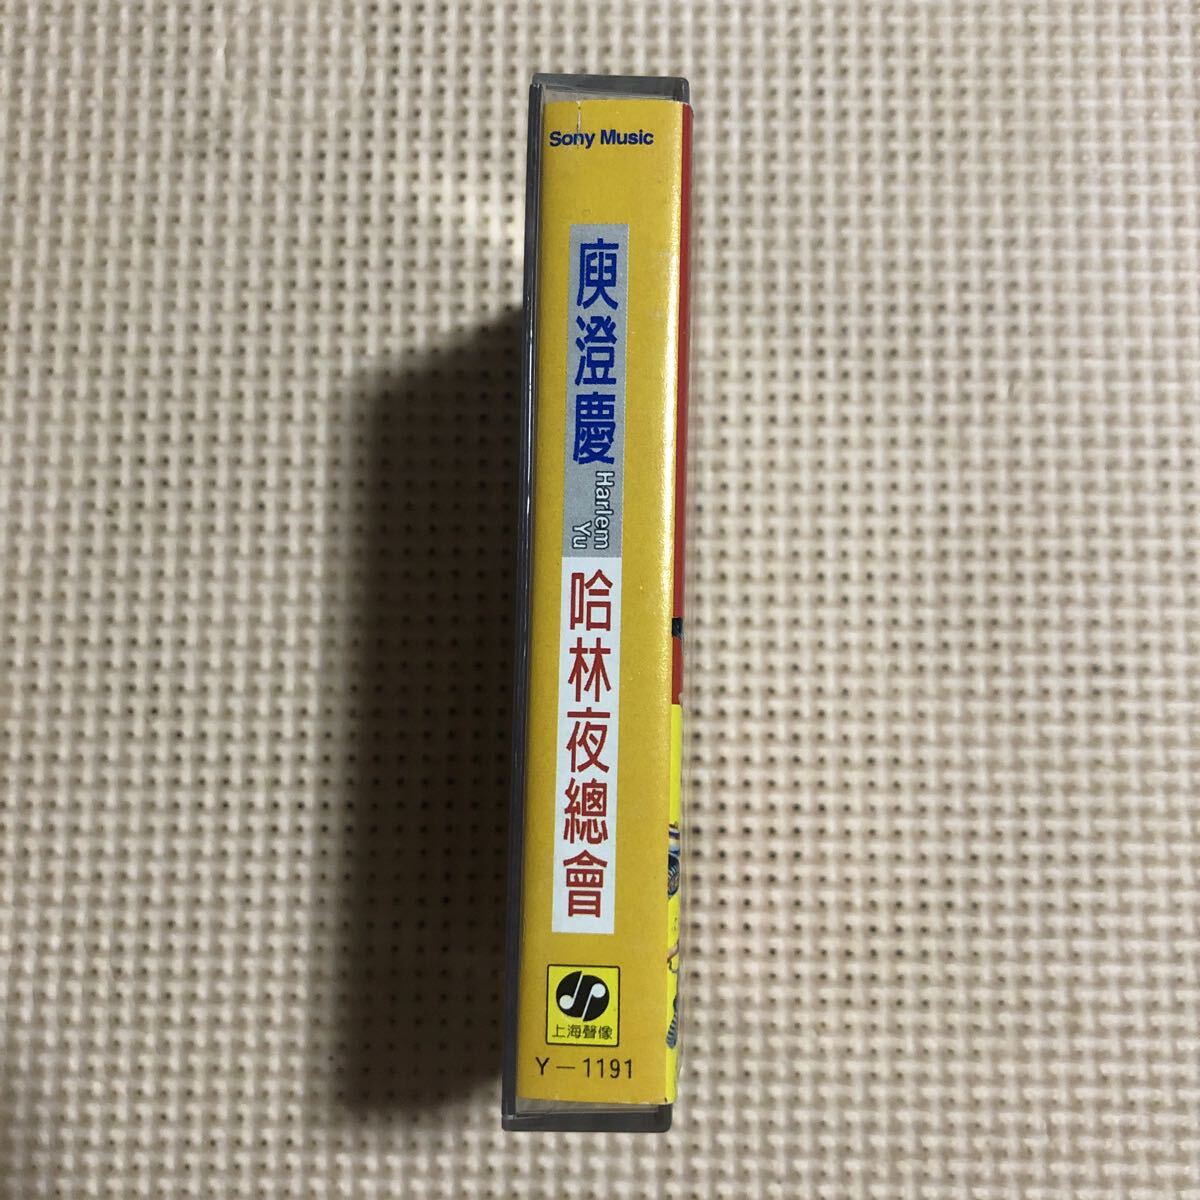 Sony Music
庾澄慶
Harlem
Yu
哈林夜總會
上海聲像
Y-1191